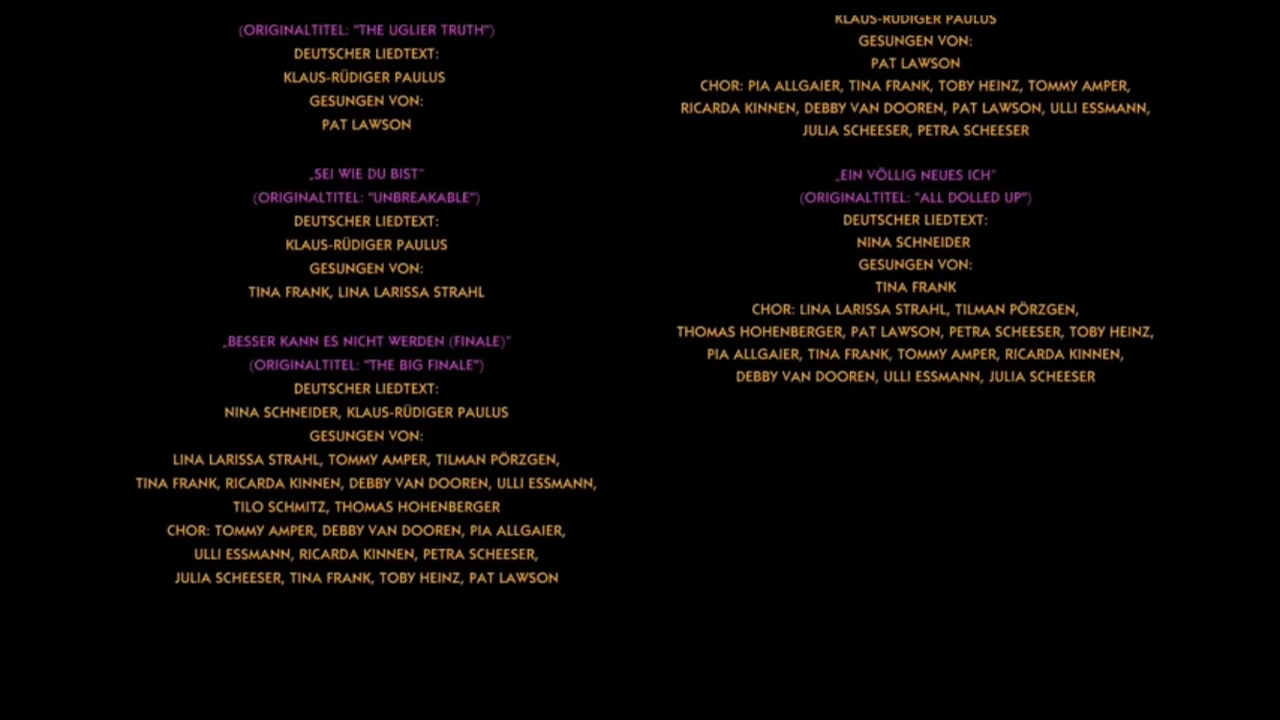 (ORIGINALTITEL: "THE UGLIER TRUTH")
DEUTSCHER LIEDTEXT:
KLAUS-RÜDIGER PAULUS
GESUNGEN VON:
PAT LAWSON
„SEI WIE DU BIST"
(ORIGINALTITEL: "UNBREAKABLE")
DEUTSCHER LIEDTEXT:
KLAUS-RÜDIGER PAULUS
GESUNGEN VON:
TINA FRANK, LINA LARISSA STRAHL
„BESSER KANN ES NICHT WERDEN (FINALE)"
(ORIGINALTITEL: "THE BIG FINALE")
DEUTSCHER LIEDTEXT:
NINA SCHNEIDER, KLAUS-RÜDIGER PAULUS
GESUNGEN VON:
LINA LARISSA STRAHL, TOMMY AMPER, TILMAN PÖRZGEN,
TINA FRANK, RICARDA KINNEN, DEBBY VAN DOOREN, ULLI ESSMANN,
TILO SCHMITZ, THOMAS HOHENBERGER
CHOR: TOMMY AMPER, DEBBY VAN DOOREN, PIA ALLGAIER,
ULLI ESSMANN, RICARDA KINNEN, PETRA SCHEESER,
JULIA SCHEESER, TINA FRANK, TOBY HEINZ, PAT LAWSON
KLAUS-RÜDIGER PAULUS
GESUNGEN VON:
PAT LAWSON
CHOR: PIA ALLGAIER, TINA FRANK, TOBY HEINZ, TOMMY AMPER,
RICARDA KINNEN, DEBBY VAN DOOREN, PAT LAWSON, ULLI ESSMANN,
JULIA SCHEESER, PETRA SCHEESER
„EIN VÖLLIG NEUES ICH"
(ORIGINALTITEL: "ALL DOLLED UP")
DEUTSCHER LIEDTEXT:
NINA SCHNEIDER
GESUNGEN VON:
TINA FRANK
CHOR: LINA LARISSA STRAHL, TILMAN PÖRZGEN,
THOMAS HOHENBERGER, PAT LAWSON, PETRA SCHEESER, TOBY HEINZ,
PIA ALLGAIER, TINA FRANK, TOMMY AMPER, RICARDA KINNEN,
DEBBY VAN DOOREN, ULLI ESSMANN, JULIA SCHEESER